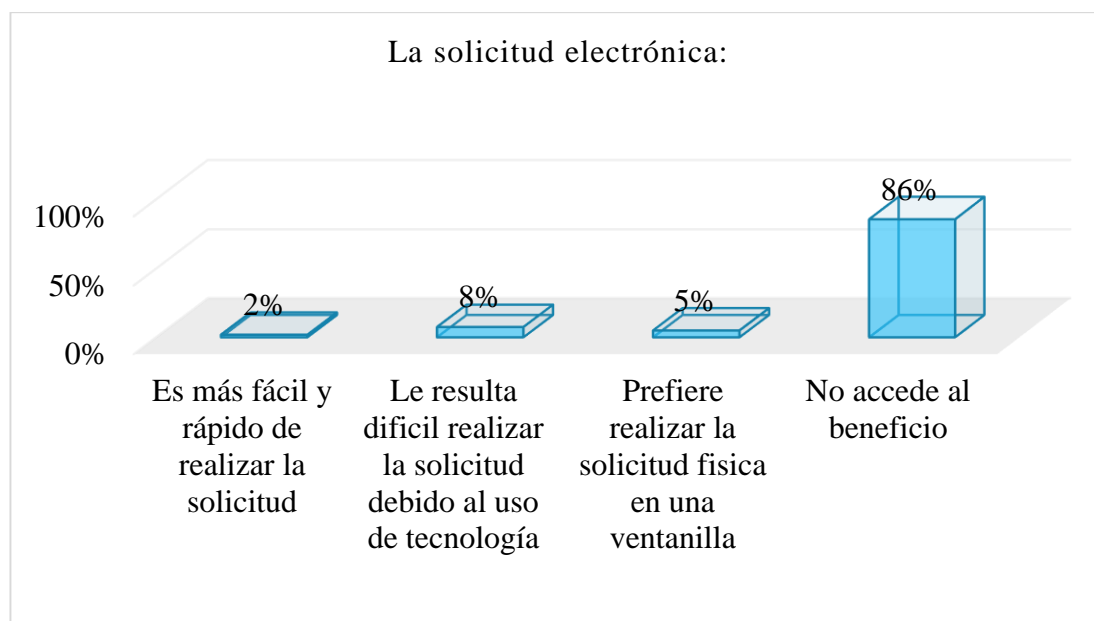 La solicitud electrónica:
100%
50%
0%
2%
8%
5%
86%
Es más fácil y
rápido de
realizar la
solicitud
Le resulta
dificil realizar
la solicitud
debido al uso
de tecnología
Prefiere
realizar la
solicitud fisica
en una
ventanilla
No accede al
beneficio